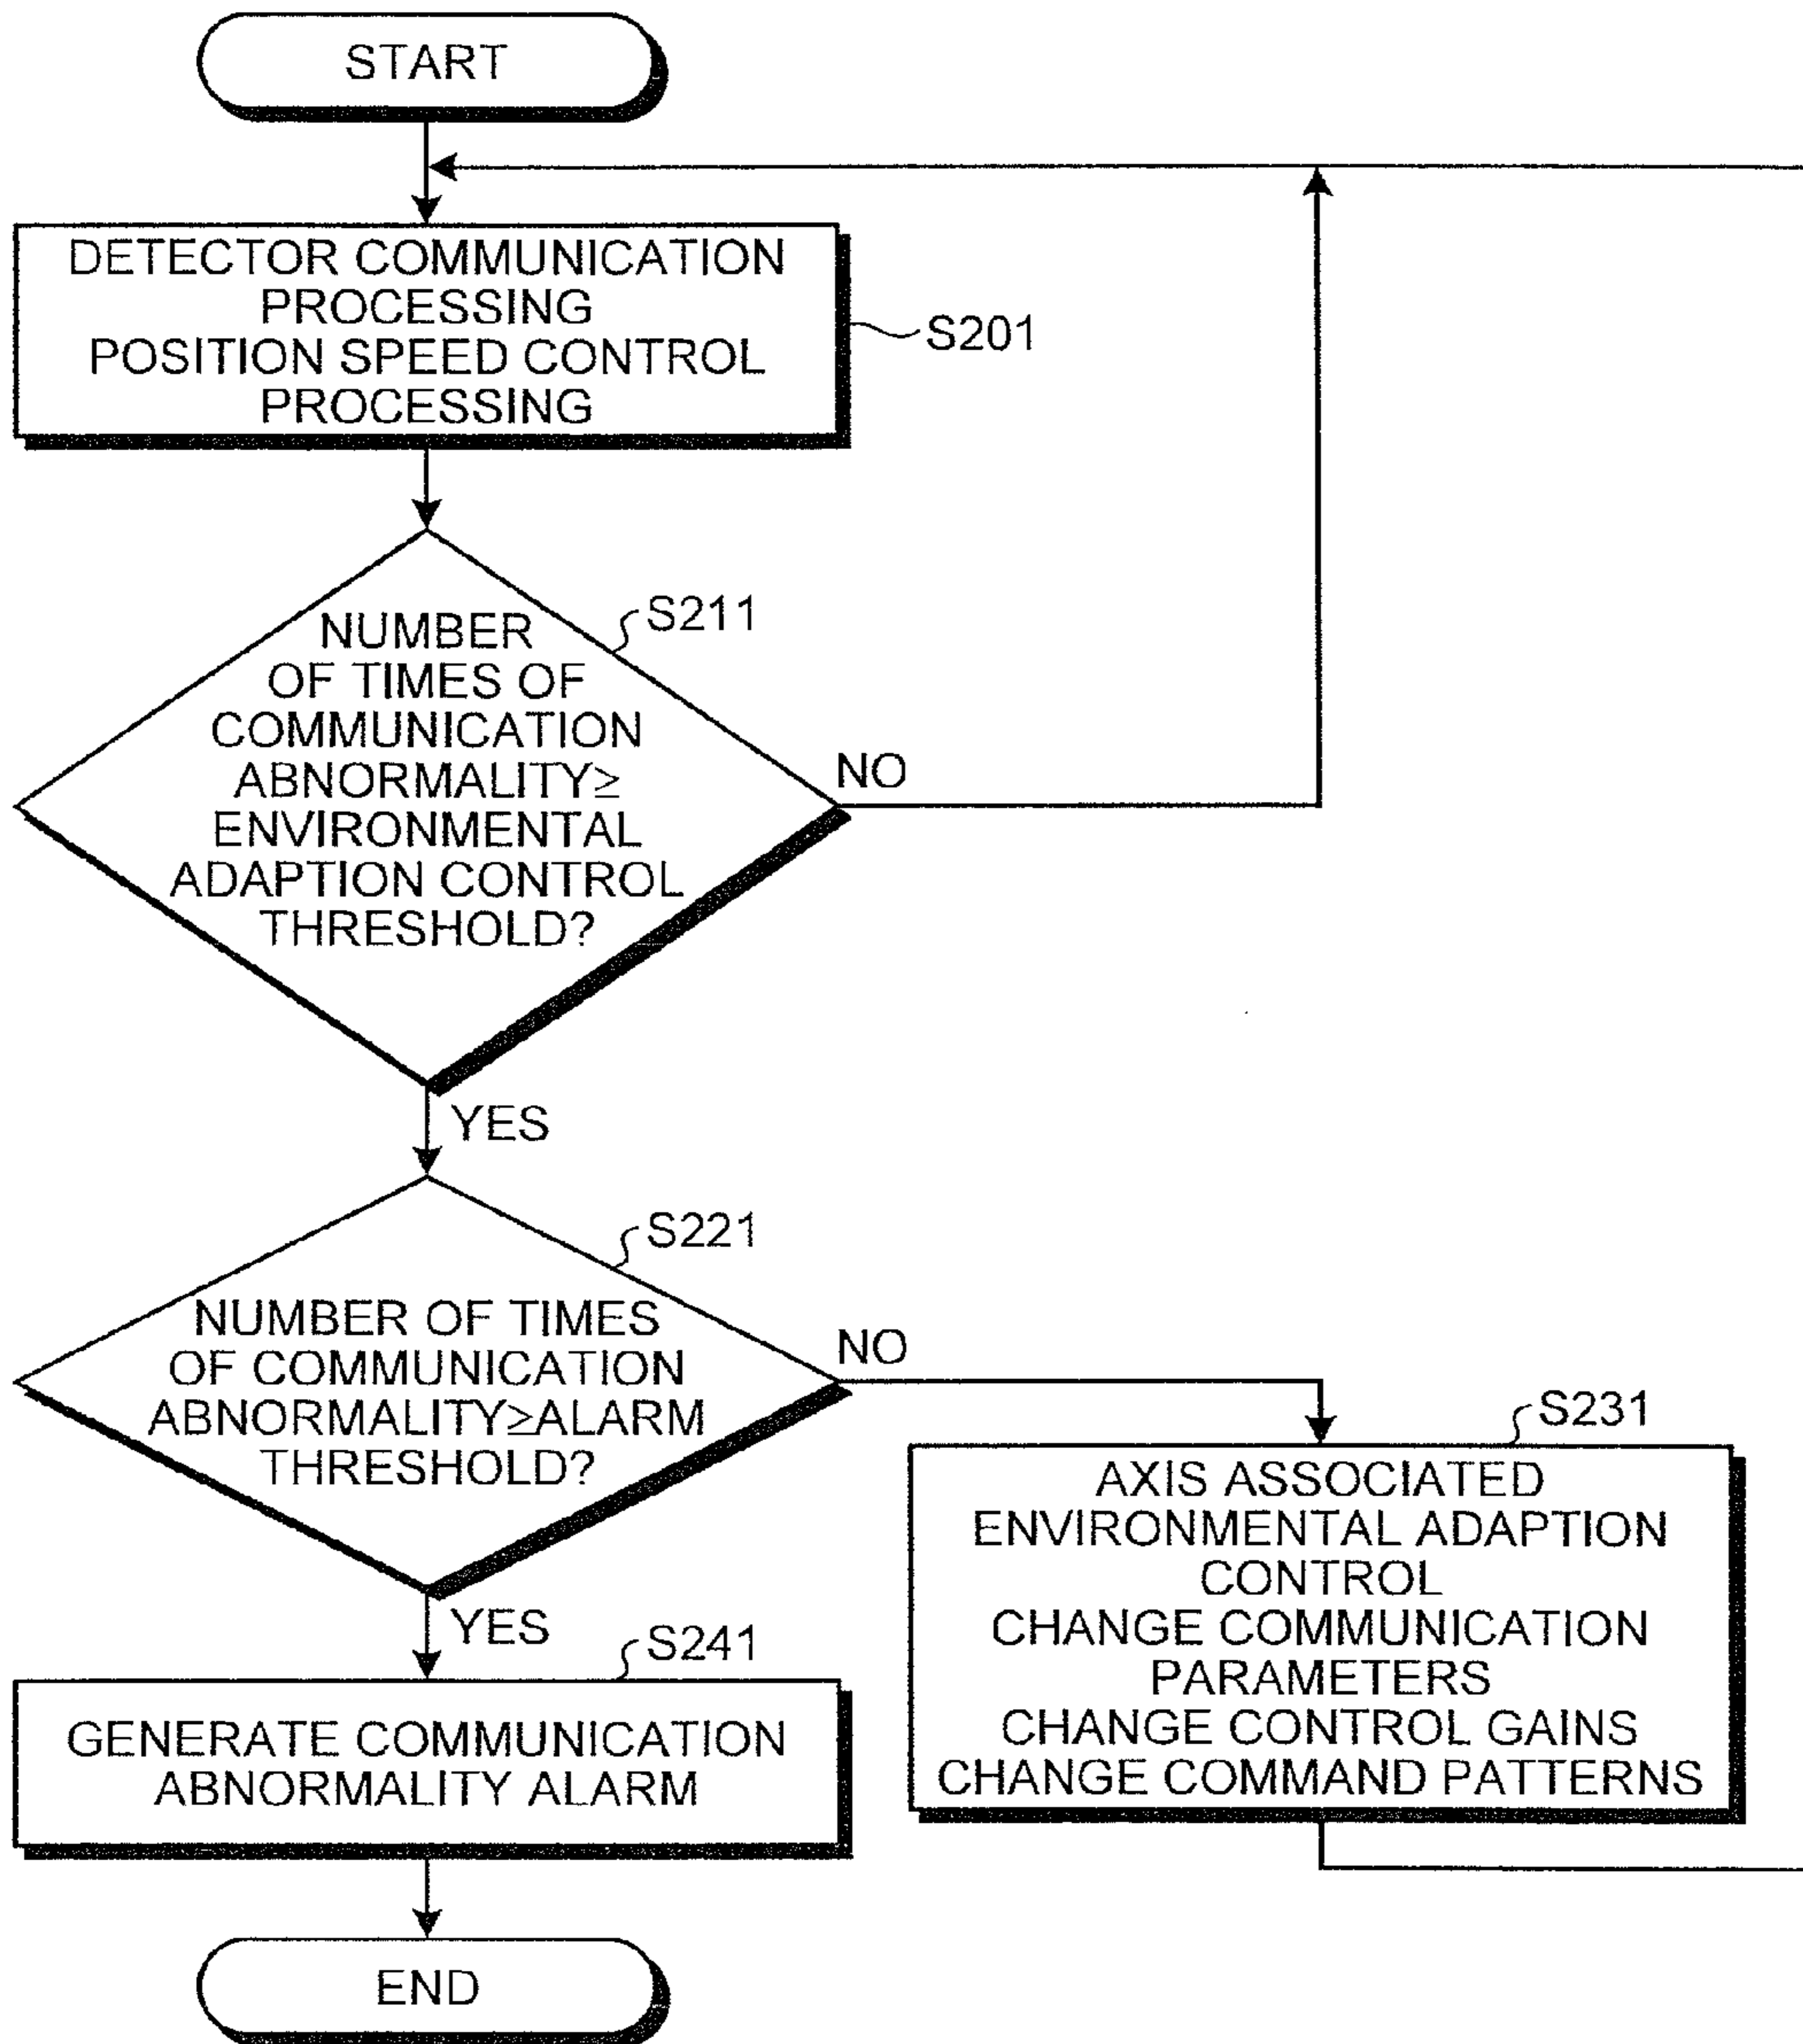 START
DETECTOR COMMUNICATION
PROCESSING
POSITION SPEED CONTROL
PROCESSING
S201
S211
NUMBER
OF TIMES OF
COMMUNICATION
ABNORMALITY≥
ENVIRONMENTAL
ADAPTION CONTROL
THRESHOLD?
NO
YES
S221
NUMBER OF TIMES
OF COMMUNICATION
ABNORMALITY≥ALARM
THRESHOLD?
NO
YES
S231
AXIS ASSOCIATED
ENVIRONMENTAL ADAPTION
CONTROL
CHANGE COMMUNICATION
PARAMETERS
CHANGE CONTROL GAINS
CHANGE COMMAND PATTERNS
S241
GENERATE COMMUNICATION
ABNORMALITY ALARM
END